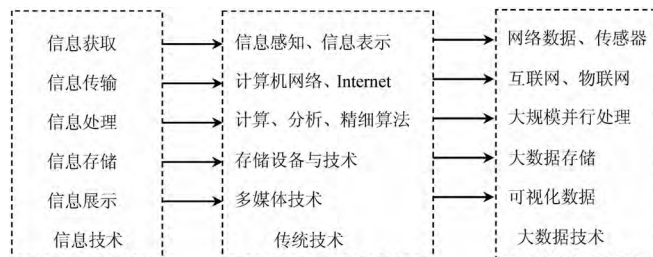 信息获取 信息感知、信息表示 网络数据、传感器
信息传输 计算机网络、Internet 互联网、物联网
信息处理 计算、分析、精细算法 大规模并行处理
信息存储 存储设备与技术 大数据存储
信息展示 多媒体技术 可视化数据
信息技术 传统技术 大数据技术